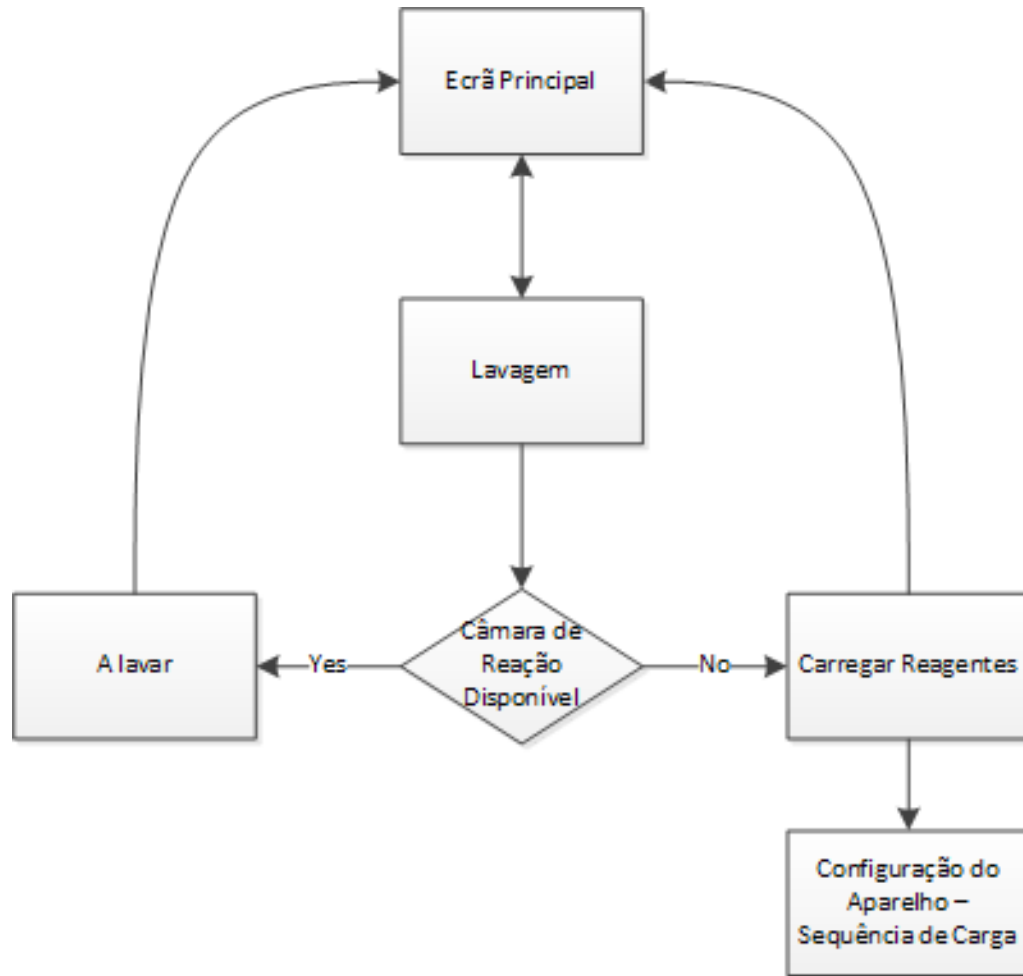 Ecrã Principal
Lavagem
Câmara de
Reação
Disponível
Yes
No
A lavar
Carregar Reagentes
Configuração do
Aparelho –
Sequência de Carga